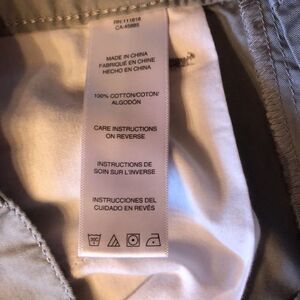 RN 111818
CA 45885
MADE IN CHINA
FABRIQUÉ EN CHINE
HECHO EN CHINA
100% COTTON/COTON/
ALGODÓN
CARE INSTRUCTIONS
ON REVERSE
INSTRUCTIONS DE
SOIN SUR L'INVERSE
INSTRUCCIONES DEL
CUIDADO EN REVÉS